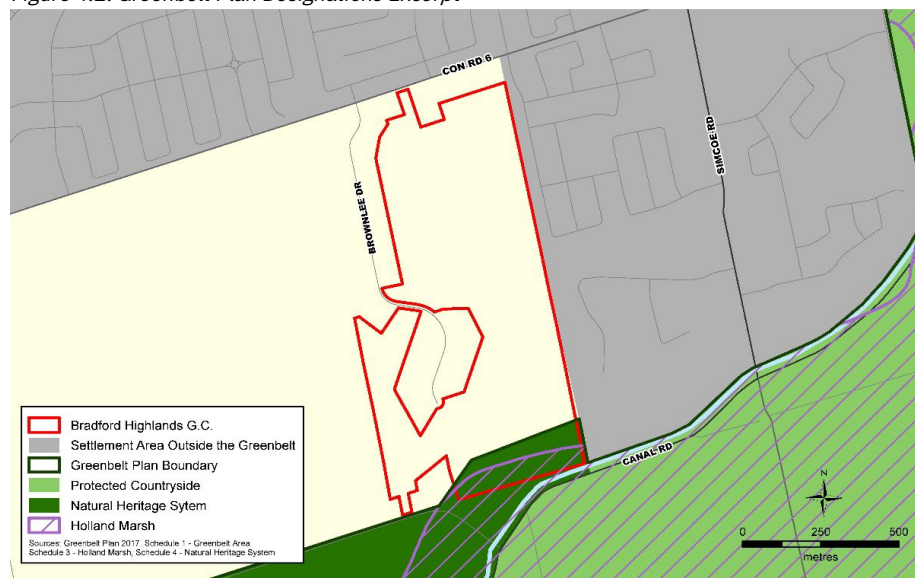 Figure 4.2: Greenbelt Plan Designations Excerpt
CON RD 6
SIMCOE RD
BROWNLEE DR
CANAL RD
Bradford Highlands G.C.
Settlement Area Outside the Greenbelt
Greenbelt Plan Boundary
Protected Countryside
Natural Heritage Sytem
Holland Marsh
Sources: Greenbelt Plan 2017, Schedule 1 - Greenbelt Area
Schedule 3 - Holland Marsh, Schedule 4 - Natural Heritage System
N
0 250 500
metres